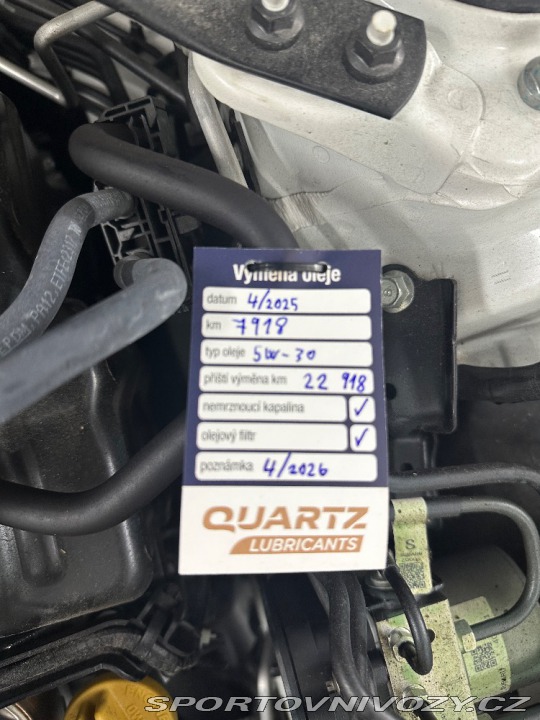 Výměna oleje
datum 4/2025
km 7918
typ oleje 5W-30
příští výměna km 22 918
nemrznoucí kapalina ✓
olejový filtr ✓
poznámka 4/2026
QUARTZ
LUBRICANTS
S
SPORTOVNIVOZY.CZ